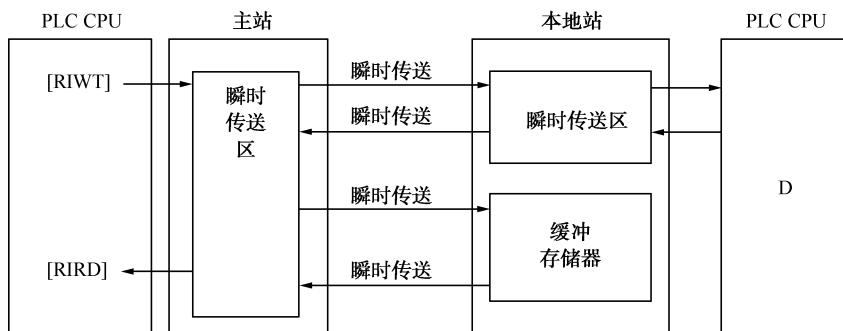 PLC CPU
主站
本地站
PLC CPU
[RIWT]
瞬时
传送
区
瞬时传送
瞬时传送
瞬时传送区
瞬时传送
缓冲
存储器
D
[RIRD]
瞬时传送